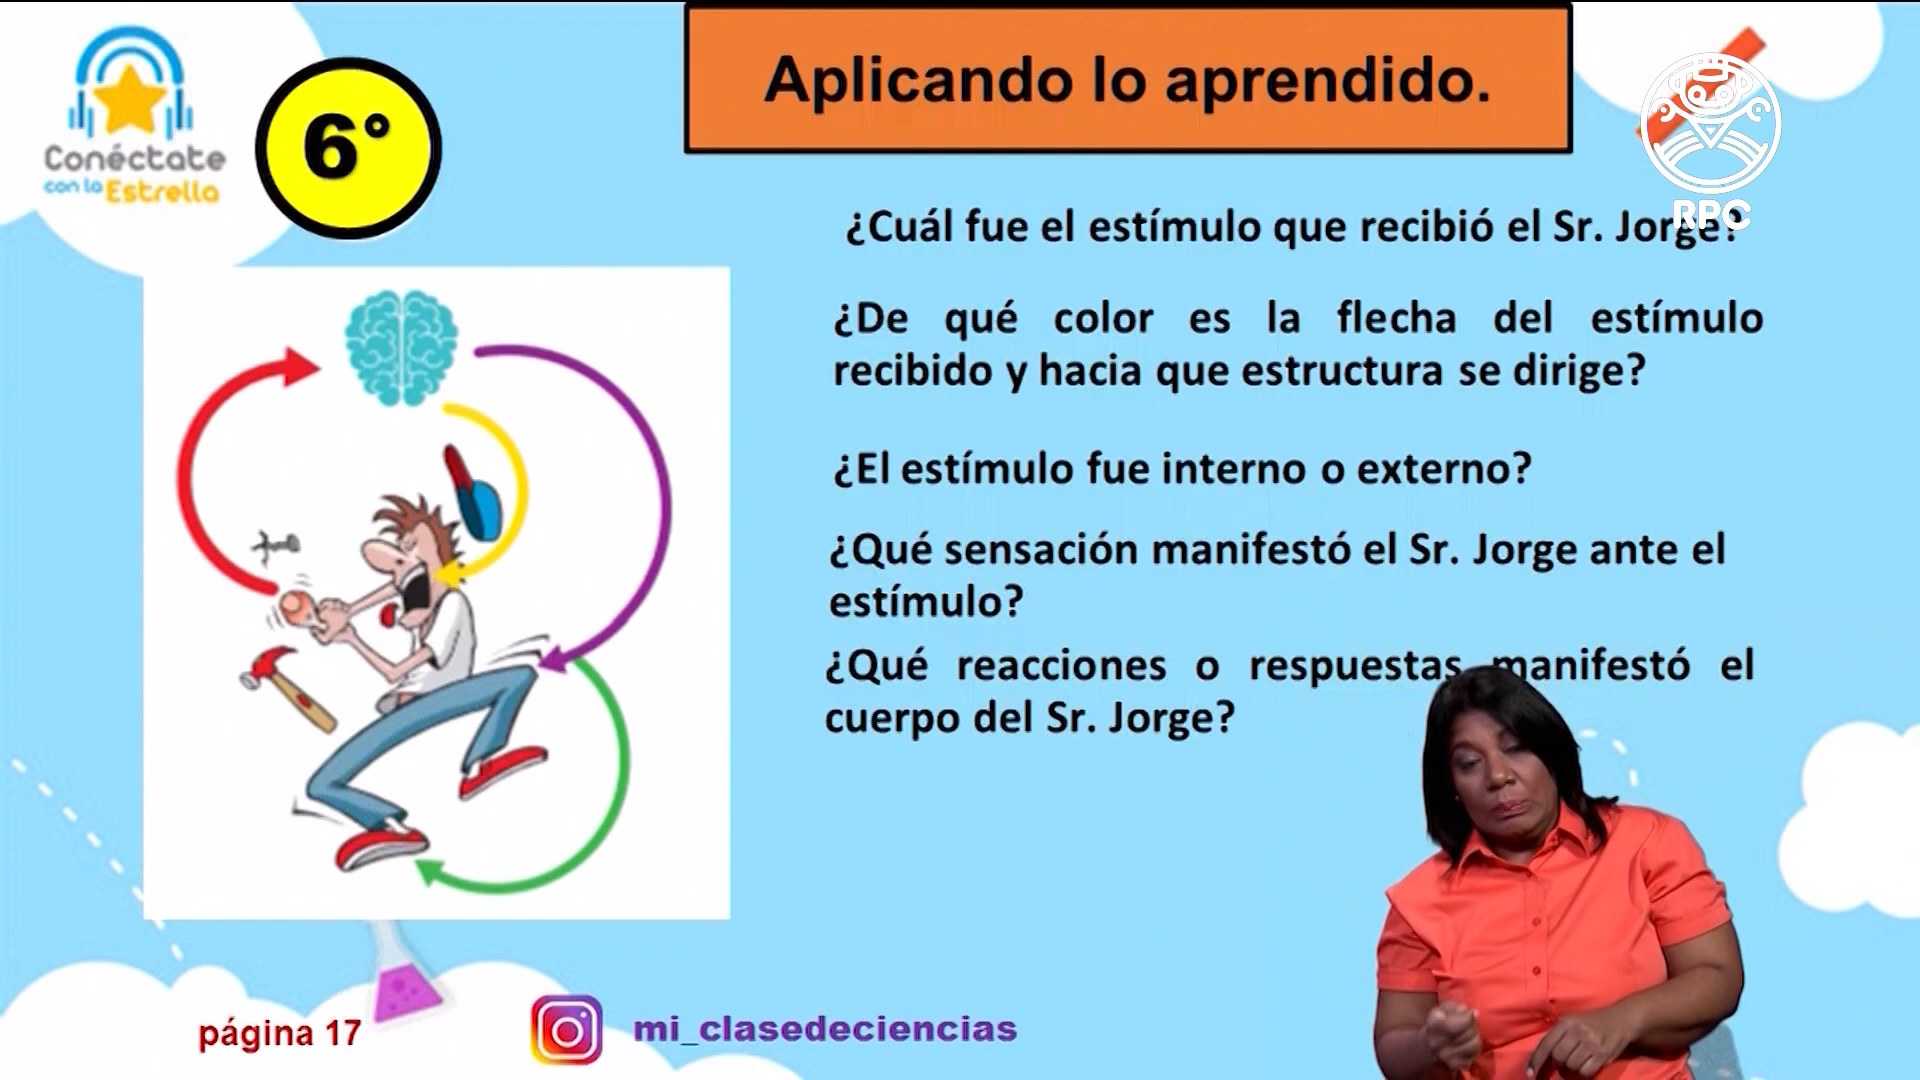 Conéctate
con la Estrella
6°
Aplicando lo aprendido.
RPC
¿Cuál fue el estímulo que recibió el Sr. Jorge?
¿De qué color es la flecha del estímulo
recibido y hacia que estructura se dirige?
¿El estímulo fue interno o externo?
¿Qué sensación manifestó el Sr. Jorge ante el
estímulo?
¿Qué reacciones o respuestas manifestó el
cuerpo del Sr. Jorge?
página 17
mi_clasedeciencias